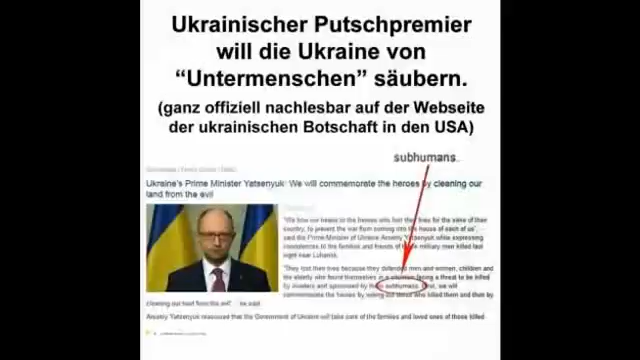 Ukrainischer Putschpremier
will die Ukraine von
“Untermenschen” säubern.
(ganz offiziell nachlesbar auf der Webseite
der ukrainischen Botschaft in den USA)
subhumans.
Ukraine's Prime Minister Yatsenyuk: We will commemorate the heroes by cleaning our
land from the evil
"We bow our heads to the heroes who lost their lives for the sake of their
country, to prevent the war from coming into the house of each of us",
said the Prime Minister of Ukraine Arseniy Yatsenyuk while expressing
condolences to the families and friends of military men killed last
night near Luhansk.
"They lost their lives because they defended men and women, children and
the elderly who found themselves in a situation facing a threat to be killed
by invaders and sponsored by them subhumans. First, we will
commemorate the heroes by wiping out those who killed them and then by
cleaning our land from the evil", we said
Arseniy Yatsenyuk reassured that the Government of Ukraine will take care of the families and loved ones of those killed